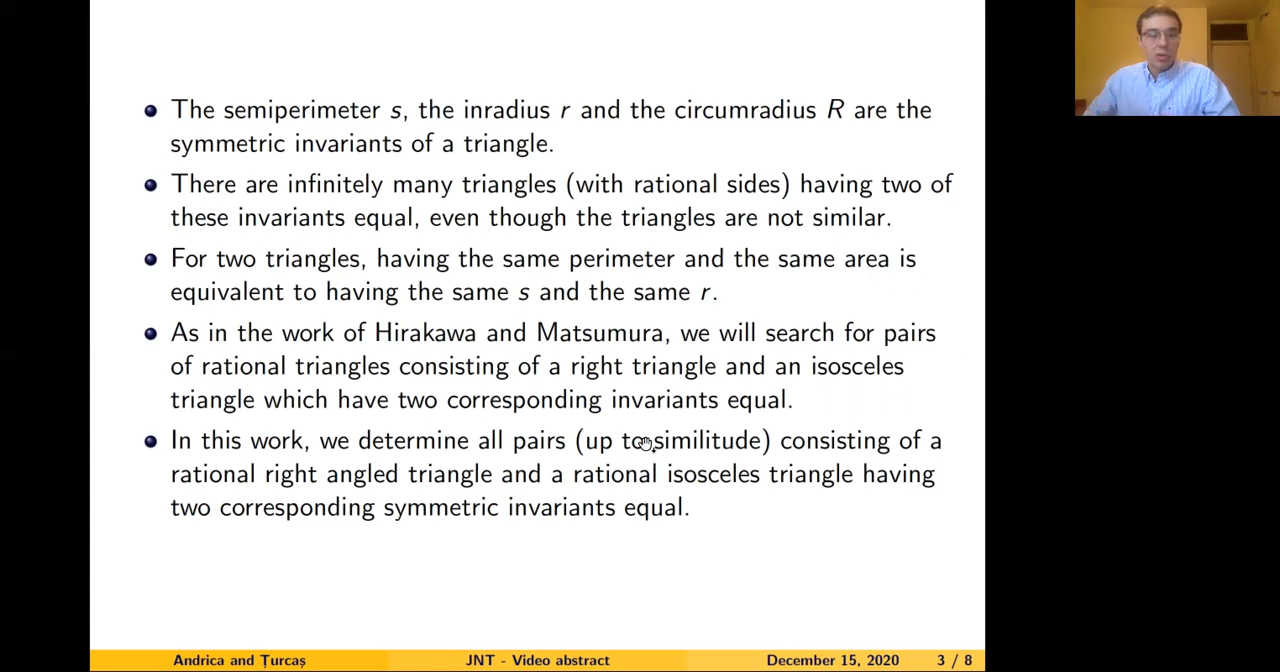 The semiperimeter s, the inradius r and the circumradius R are the
symmetric invariants of a triangle.
There are infinitely many triangles (with rational sides) having two of
these invariants equal, even though the triangles are not similar.
For two triangles, having the same perimeter and the same area is
equivalent to having the same s and the same r.
As in the work of Hirakawa and Matsumura, we will search for pairs
of rational triangles consisting of a right triangle and an isosceles
triangle which have two corresponding invariants equal.
In this work, we determine all pairs (up to similitude) consisting of a
rational right angled triangle and a rational isosceles triangle having
two corresponding symmetric invariants equal.
Andrica and Țurcaș JNT - Video abstract December 15, 2020 3 / 8